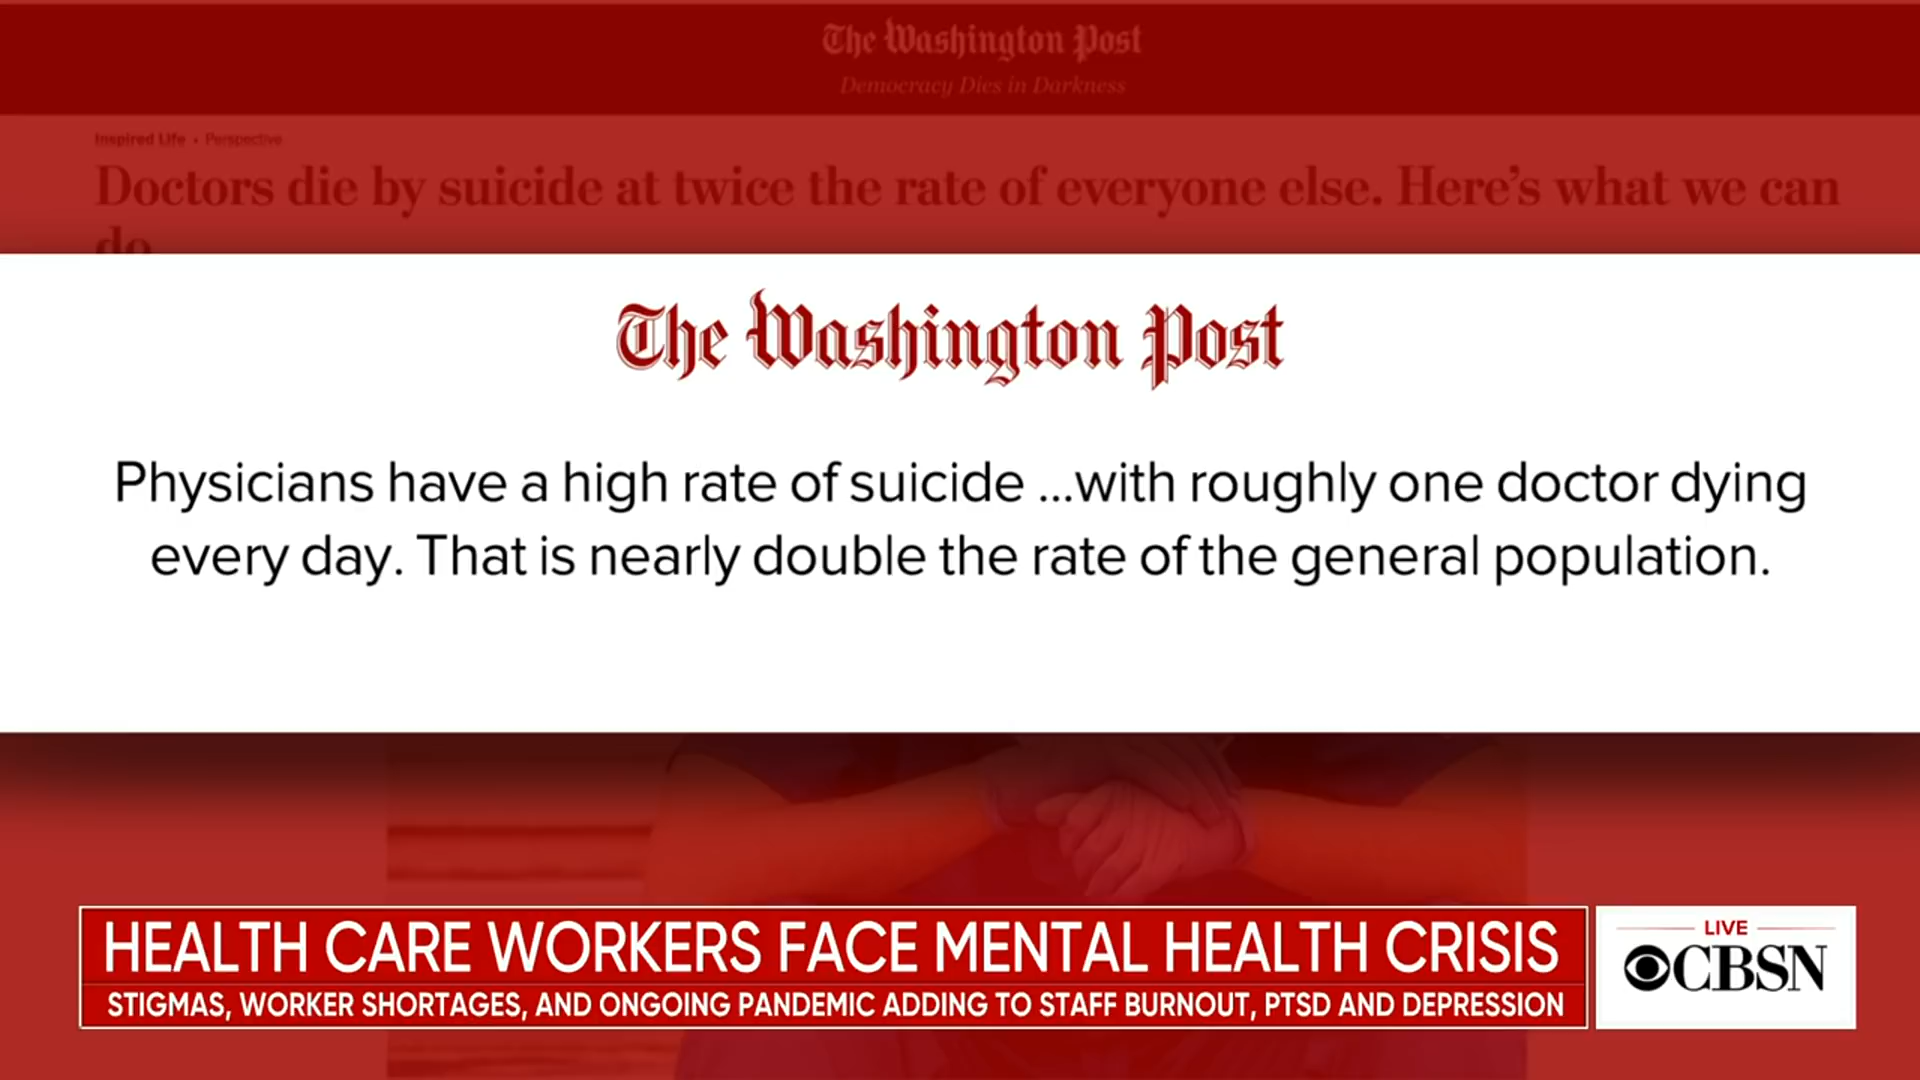 The Washington Post
Democracy Dies in Darkness
Inspired Life • Perspective
Doctors die by suicide at twice the rate of everyone else. Here's what we can
do
The Washington Post
Physicians have a high rate of suicide ...with roughly one doctor dying
every day. That is nearly double the rate of the general population.
HEALTH CARE WORKERS FACE MENTAL HEALTH CRISIS
STIGMAS, WORKER SHORTAGES, AND ONGOING PANDEMIC ADDING TO STAFF BURNOUT, PTSD AND DEPRESSION
LIVE
CBSN